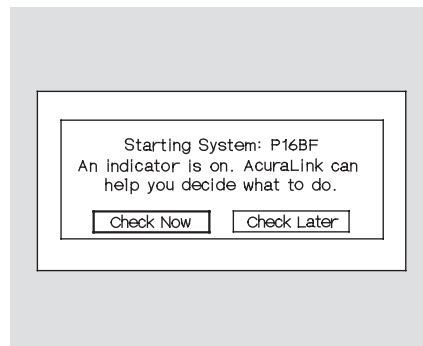 Starting System: P16BF
An indicator is on. AcuraLink can
help you decide what to do.
Check Now Check Later